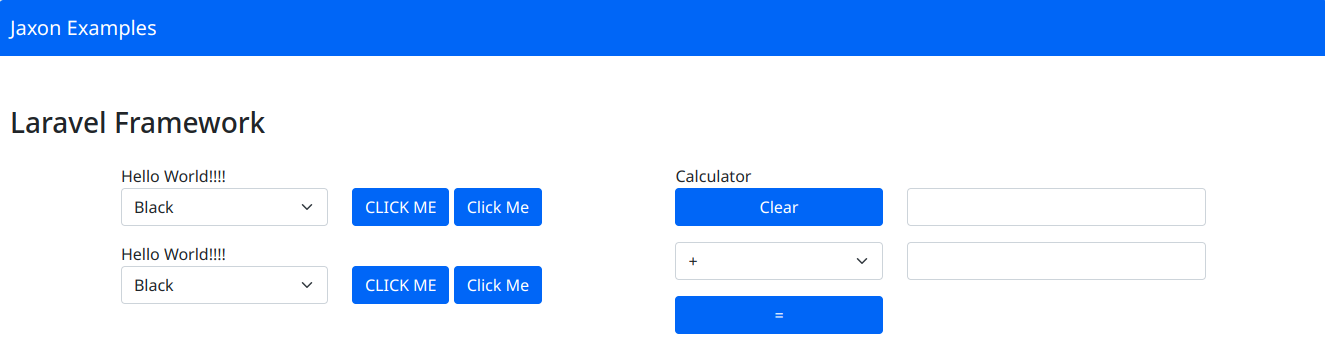 Jaxon Examples
Laravel Framework
Hello World!!!!
Black CLICK ME Click Me
Hello World!!!!
Black CLICK ME Click Me
Calculator
Clear
+
=